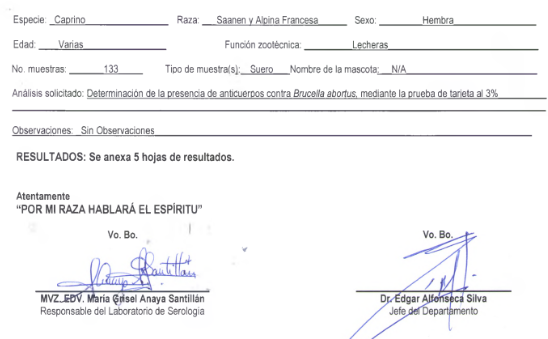 Especie: Caprino Raza: Saanen y Alpina Francesa Sexo: Hembra
Edad: Varias Función zootécnica: Lecheras
No. muestras: 133 Tipo de muestra(s): Suero Nombre de la mascota: N/A
Análisis solicitado: Determinación de la presencia de anticuerpos contra Brucella abortus, mediante la prueba de tarjeta al 3%
Observaciones: Sin Observaciones
RESULTADOS: Se anexa 5 hojas de resultados.
Atentamente
"POR MI RAZA HABLARÁ EL ESPÍRITU"
Vo. Bo. Vo. Bo.
Santillán
MVZ. EDV. María Grisel Anaya Santillán Dr. Edgar Alfonseca Silva
Responsable del Laboratorio de Serología Jefe del Departamento